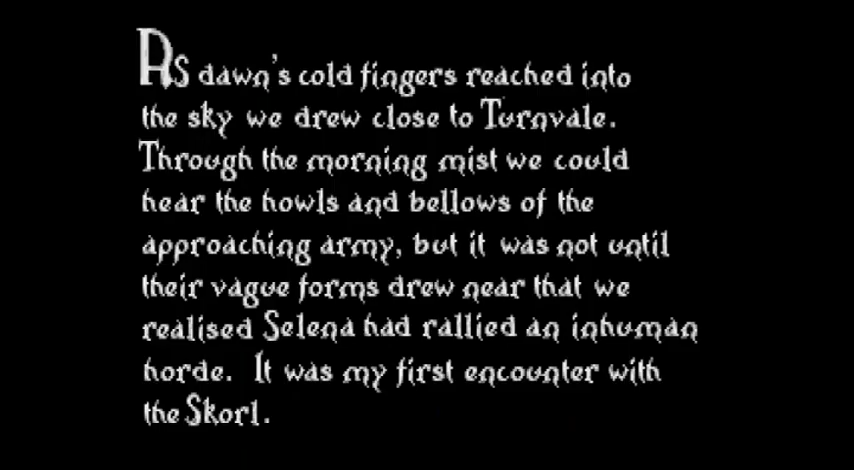 As dawn's cold fingers reached into
the sky we drew close to Turnvale.
Through the morning mist we could
hear the howls and bellows of the
approaching army, but it was not until
their vague forms drew near that we
realised Selena had rallied an inhuman
horde. It was my first encounter with
the Skorl.